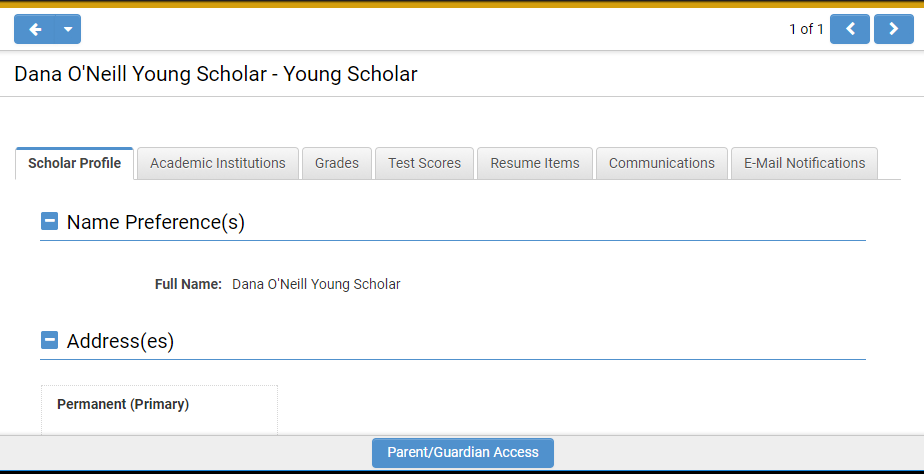 1 of 1
Dana O'Neill Young Scholar - Young Scholar
Scholar Profile Academic Institutions Grades Test Scores Resume Items Communications E-Mail Notifications
Name Preference(s)
Full Name: Dana O'Neill Young Scholar
Address(es)
Permanent (Primary)
Parent/Guardian Access